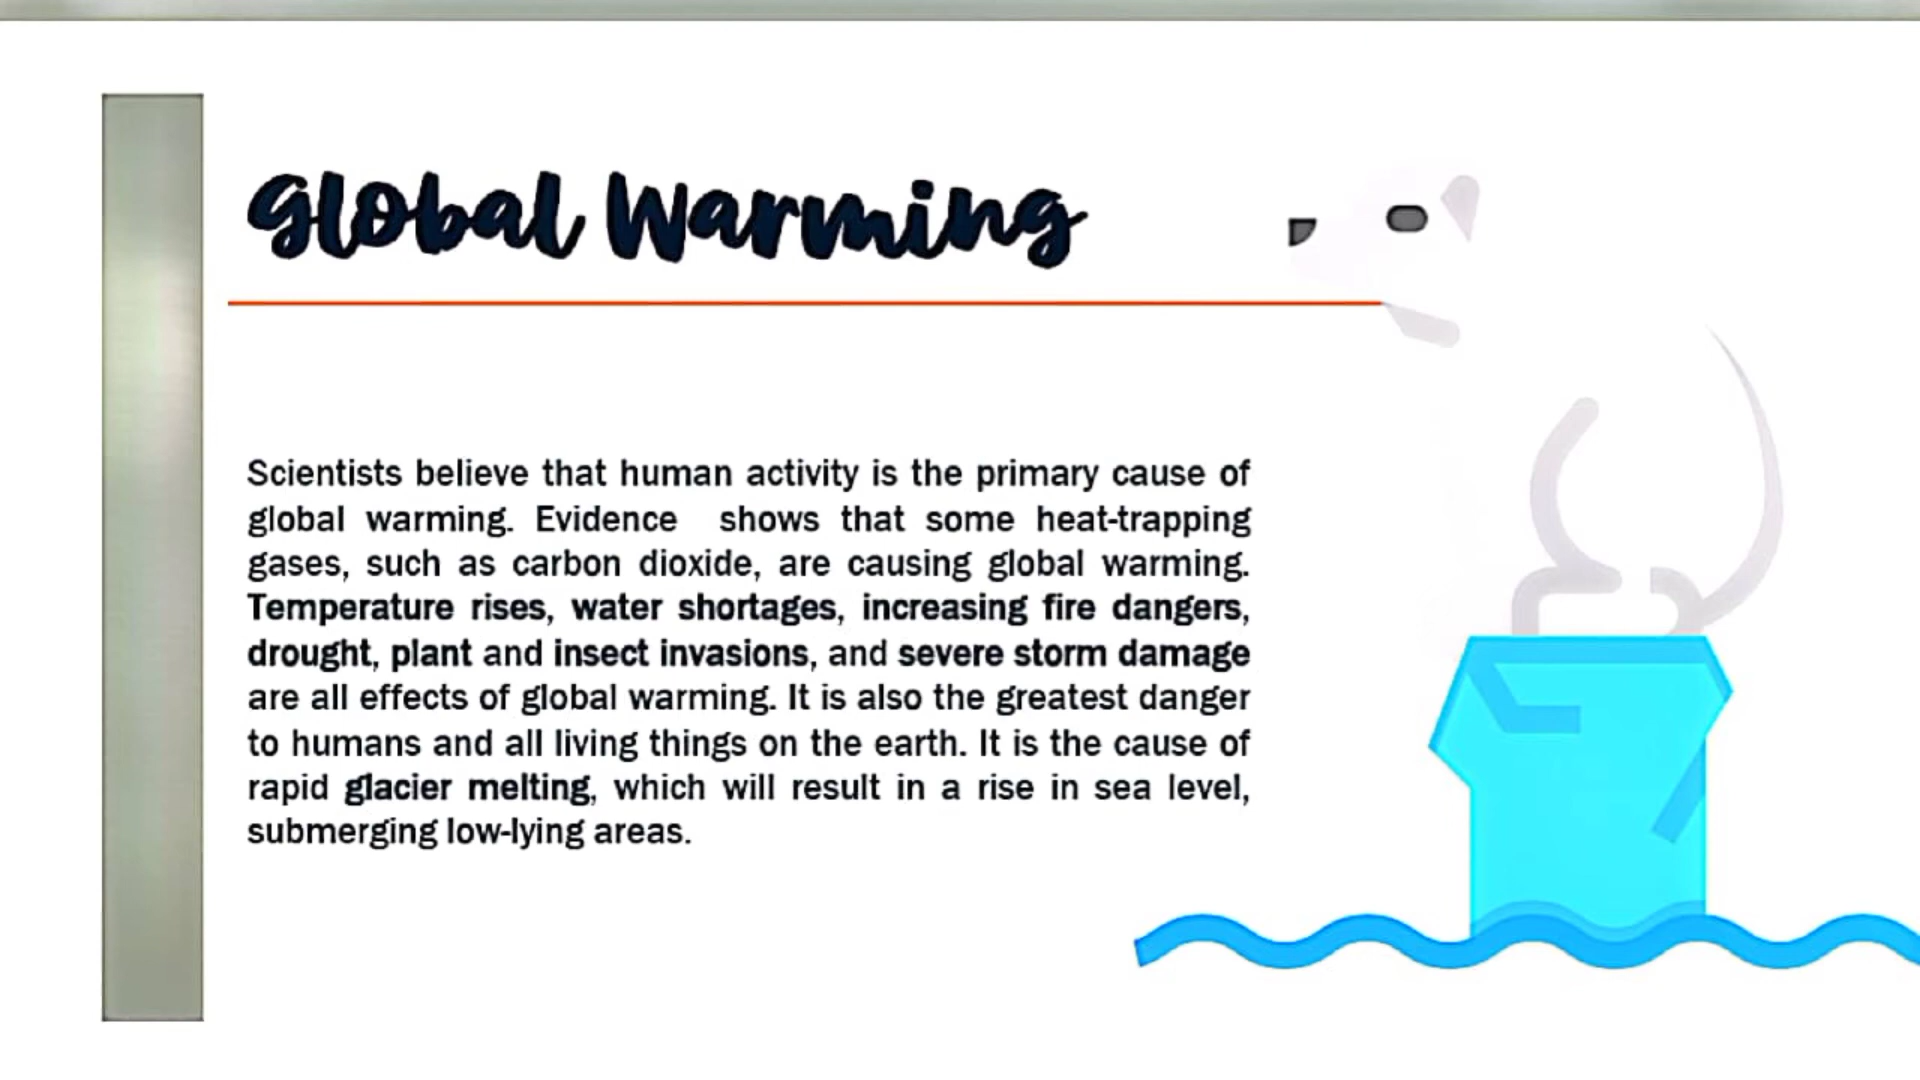 Global Warming
Scientists believe that human activity is the primary cause of
global warming. Evidence shows that some heat-trapping
gases, such as carbon dioxide, are causing global warming.
Temperature rises, water shortages, increasing fire dangers,
drought, plant and insect invasions, and severe storm damage
are all effects of global warming. It is also the greatest danger
to humans and all living things on the earth. It is the cause of
rapid glacier melting, which will result in a rise in sea level,
submerging low-lying areas.